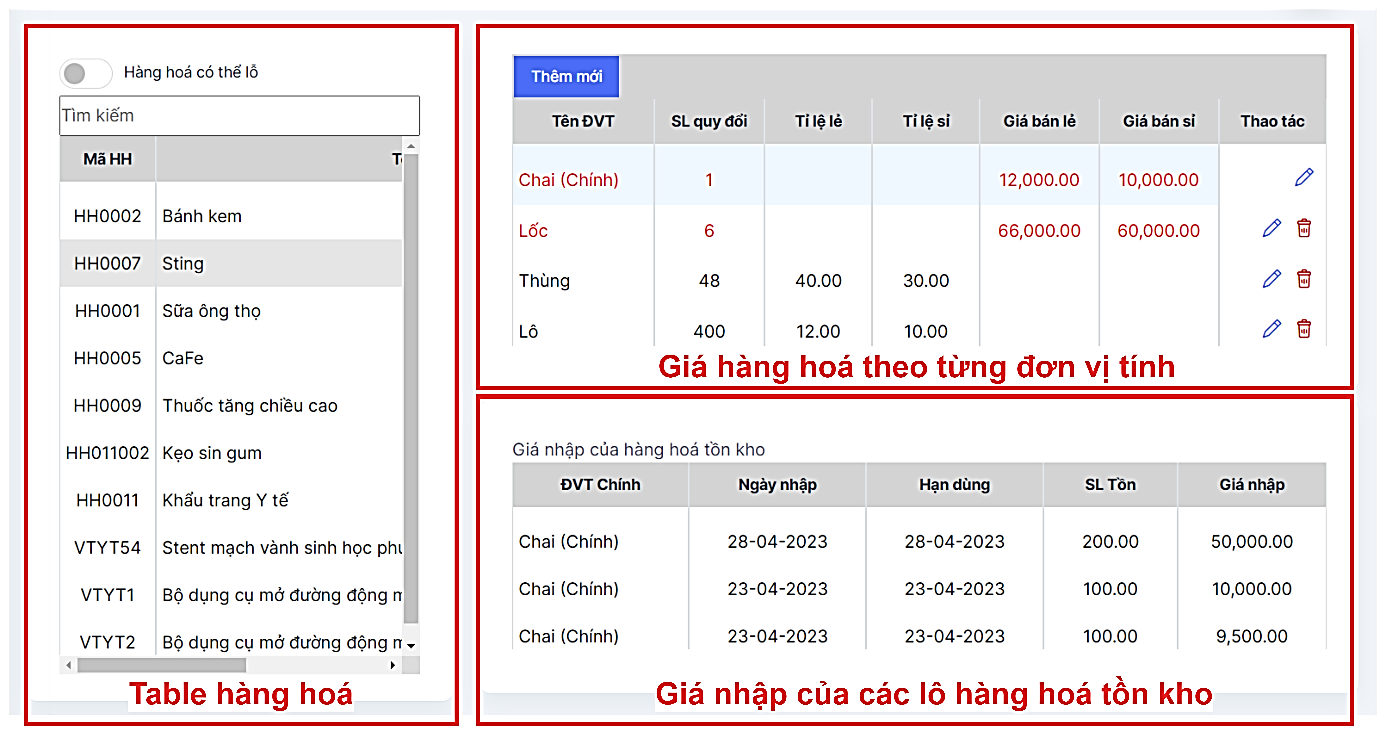 Hàng hoá có thể lỗ
Tìm kiếm
Mã HH
HH0002 Bánh kem
HH0007 Sting
HH0001 Sữa ông thọ
HH0005 CaFe
HH0009 Thuốc tăng chiều cao
HH011002 Kẹo sin gum
HH0011 Khẩu trang Y tế
VTYT54 Stent mạch vành sinh học
VTYT1 Bộ dụng cụ mở đường động
VTYT2 Bộ dụng cụ mở đường động
Table hàng hoá
Thêm mới
Tên ĐVT SL quy đổi Tỉ lệ lẻ Tỉ lệ sỉ Giá bán lẻ Giá bán sỉ Thao tác
Chai (Chính) 1 12,000.00 10,000.00
Lốc 6 66,000.00 60,000.00
Thùng 48 40.00 30.00
Lô 400 12.00 10.00
Giá hàng hoá theo từng đơn vị tính
Giá nhập của hàng hoá tồn kho
ĐVT Chính Ngày nhập Hạn dùng SL Tồn Giá nhập
Chai (Chính) 28-04-2023 28-04-2023 200.00 50,000.00
Chai (Chính) 23-04-2023 23-04-2023 100.00 10,000.00
Chai (Chính) 23-04-2023 23-04-2023 100.00 9,500.00
Giá nhập của các lô hàng hoá tồn kho